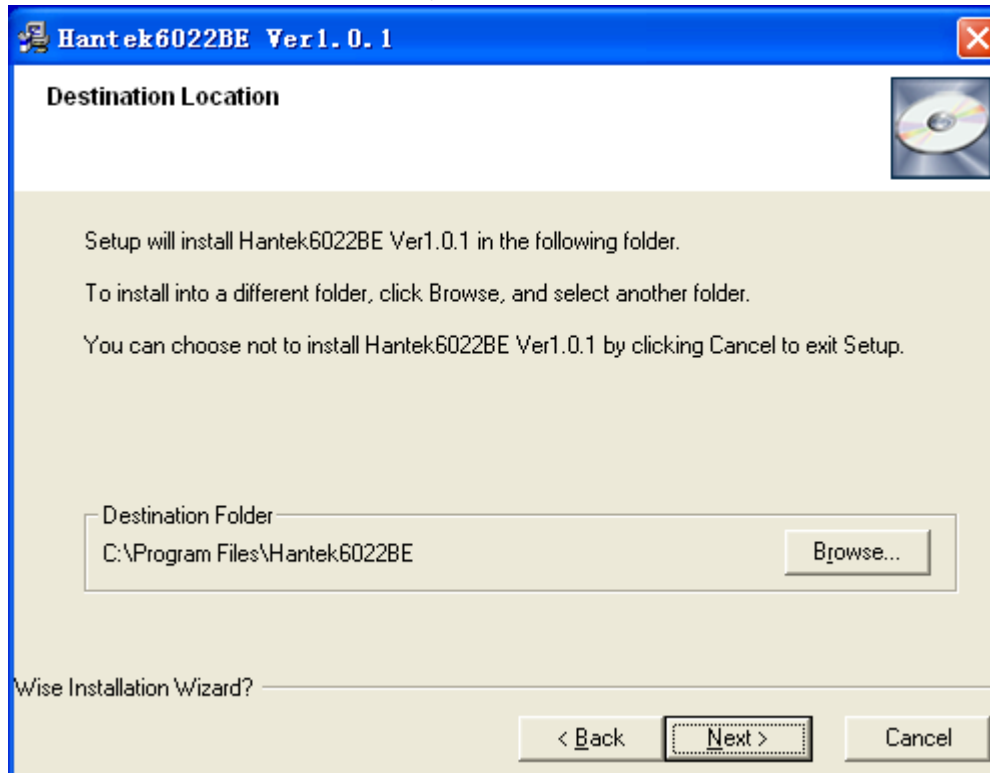 Hantek6022BE Ver1.0.1
Destination Location
Setup will install Hantek6022BE Ver1.0.1 in the following folder.
To install into a different folder, click Browse, and select another folder.
You can choose not to install Hantek6022BE Ver1.0.1 by clicking Cancel to exit Setup.
Destination Folder
C:\Program Files\Hantek6022BE
Browse...
Wise Installation Wizard?
< Back
Next >
Cancel